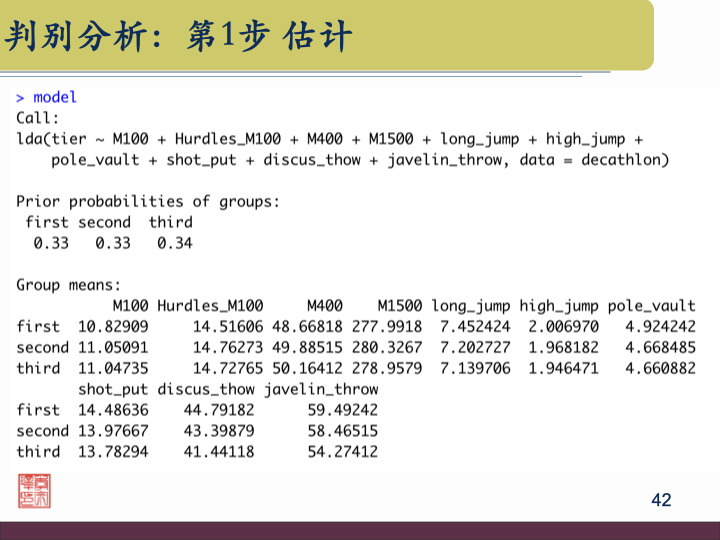 判别分析：第1步 估计
> model
Call:
lda(tier ~ M100 + Hurdles_M100 + M400 + M1500 + long_jump + high_jump +
    pole_vault + shot_put + discus_thow + javelin_throw, data = decathlon)
Prior probabilities of groups:
 first second  third
  0.33   0.33   0.34
Group means:
           M100 Hurdles_M100     M400    M1500 long_jump high_jump pole_vault
first  10.82909     14.51606 48.66818 277.9918  7.452424  2.006970   4.924242
second 11.05091     14.76273 49.88515 280.3267  7.202727  1.968182   4.668485
third  11.04735     14.72765 50.16412 278.9579  7.139706  1.946471   4.660882
       shot_put discus_thow javelin_throw
first  14.48636    44.79182      59.49242
second 13.97667    43.39879      58.46515
third  13.78294    41.44118      54.27412
42